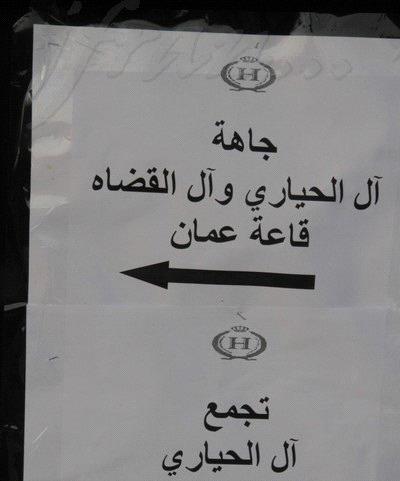 H
جاهة
آل الحياري وآل القضاه
قاعة عمان
H
تجمع
آل الحياري